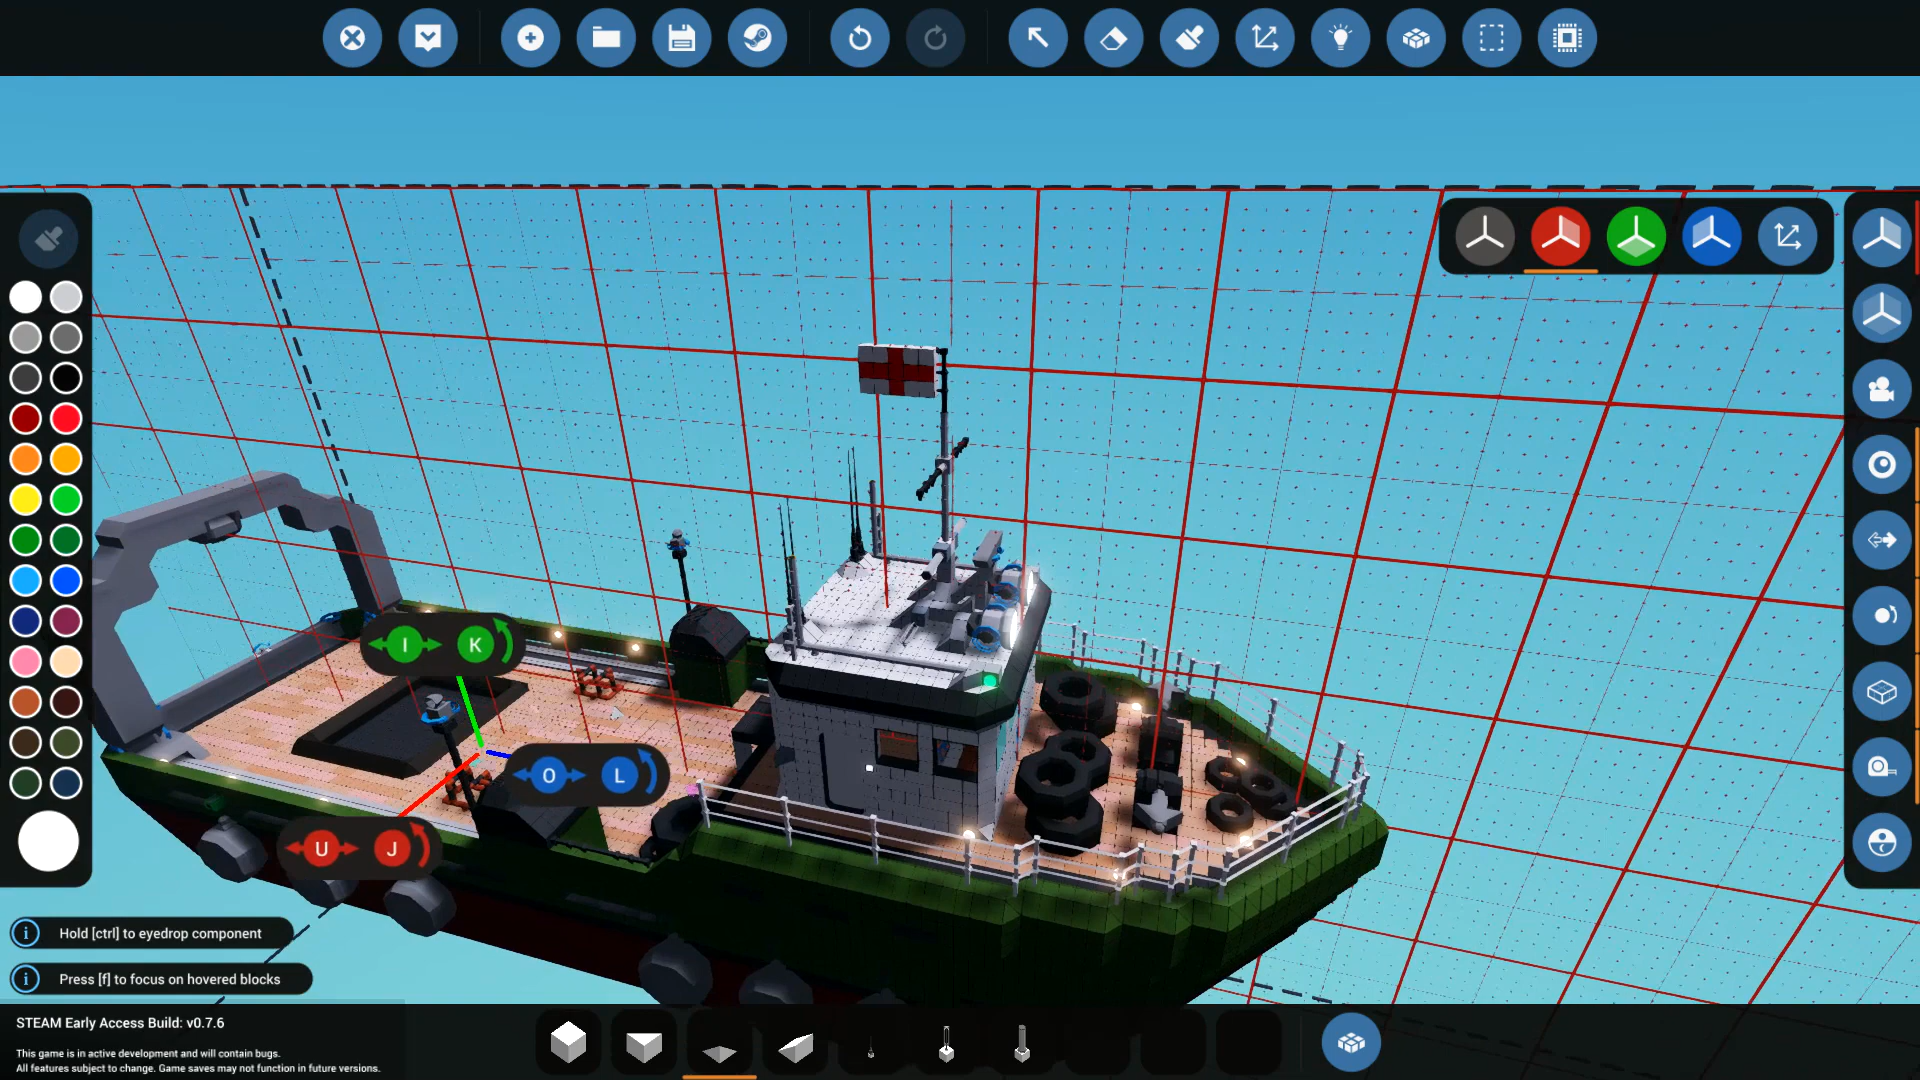 I
K
O
L
U
J
Hold [ctrl] to eyedrop component
Press [f] to focus on hovered blocks
STEAM Early Access Build: v0.7.6
This game is in active development and will contain bugs.
All features subject to change. Game saves may not function in future versions.